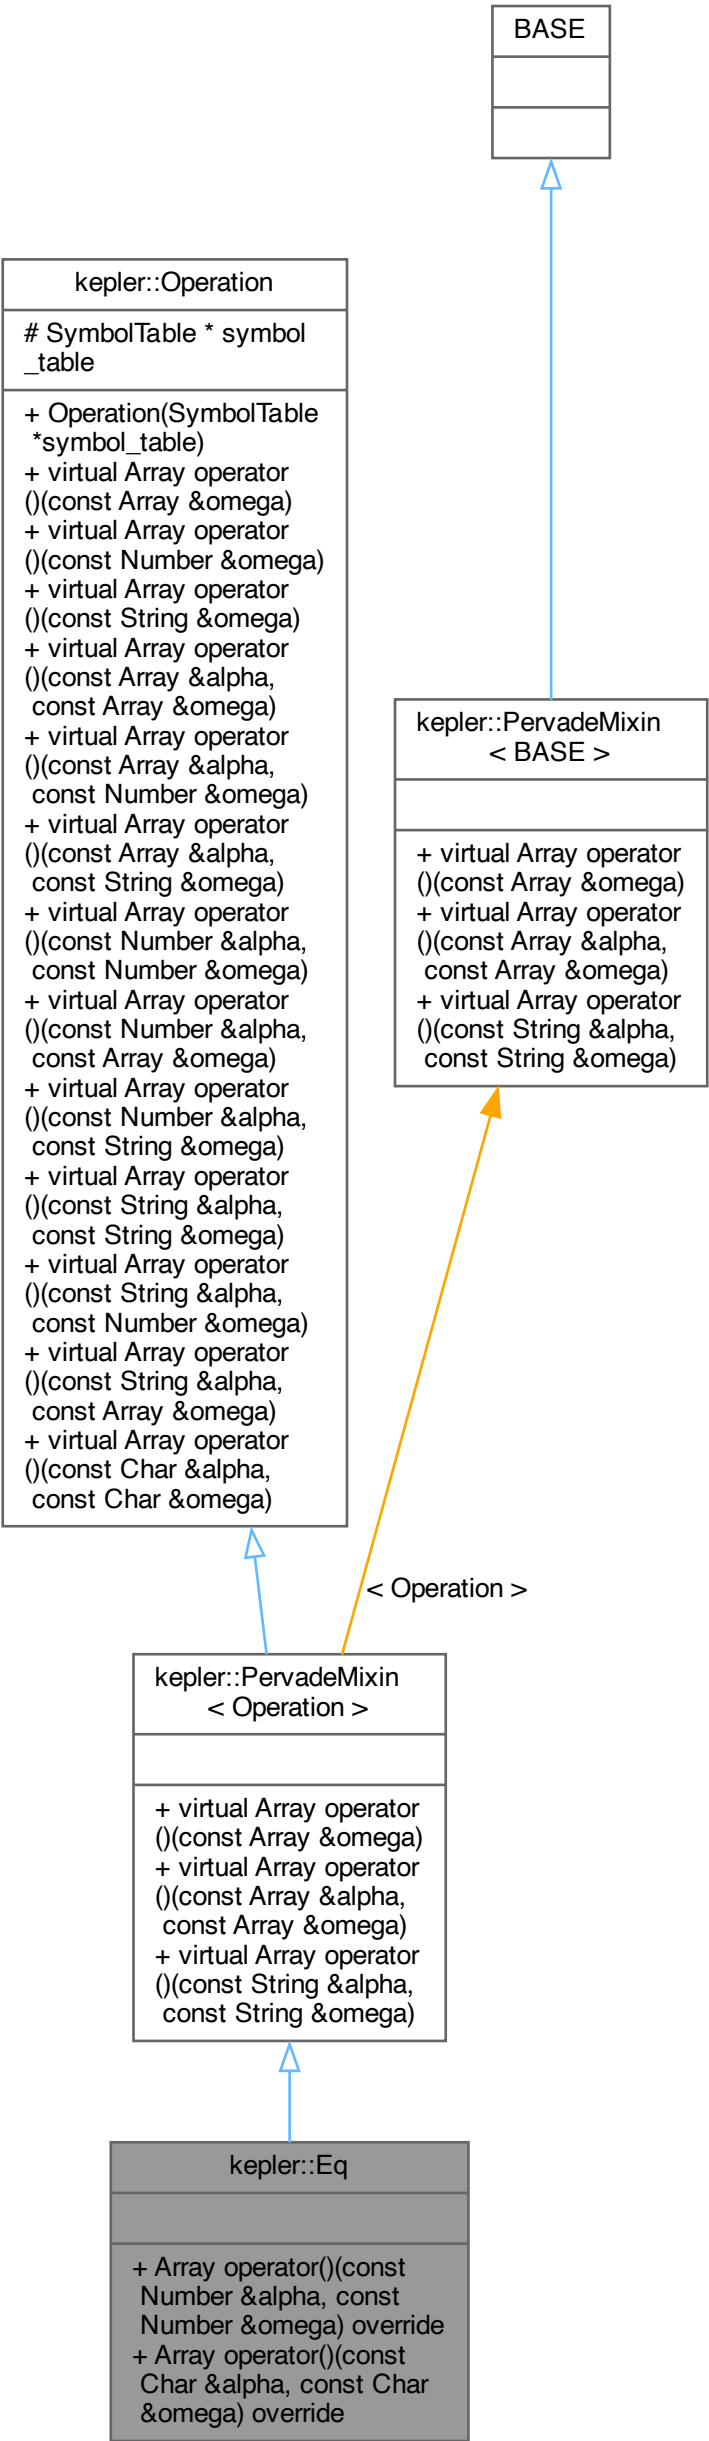 BASE
kepler::Operation
# SymbolTable * symbol
_table
+ Operation(SymbolTable
*symbol_table)
+ virtual Array operator
()(const Array &omega)
+ virtual Array operator
()(const Number &omega)
+ virtual Array operator
()(const String &omega)
+ virtual Array operator
()(const Array &alpha,
const Array &omega)
+ virtual Array operator
()(const Array &alpha,
const Number &omega)
+ virtual Array operator
()(const Array &alpha,
const String &omega)
+ virtual Array operator
()(const Number &alpha,
const Number &omega)
+ virtual Array operator
()(const Number &alpha,
const Array &omega)
+ virtual Array operator
()(const Number &alpha,
const String &omega)
+ virtual Array operator
()(const String &alpha,
const String &omega)
+ virtual Array operator
()(const String &alpha,
const Number &omega)
+ virtual Array operator
()(const String &alpha,
const Array &omega)
+ virtual Array operator
()(const Char &alpha,
const Char &omega)
kepler::PervadeMixin
< BASE >
+ virtual Array operator
()(const Array &omega)
+ virtual Array operator
()(const Array &alpha,
const Array &omega)
+ virtual Array operator
()(const String &alpha,
const String &omega)
< Operation >
kepler::PervadeMixin
< Operation >
+ virtual Array operator
()(const Array &omega)
+ virtual Array operator
()(const Array &alpha,
const Array &omega)
+ virtual Array operator
()(const String &alpha,
const String &omega)
kepler::Eq
+ Array operator()(const
Number &alpha, const
Number &omega) override
+ Array operator()(const
Char &alpha, const Char
&omega) override